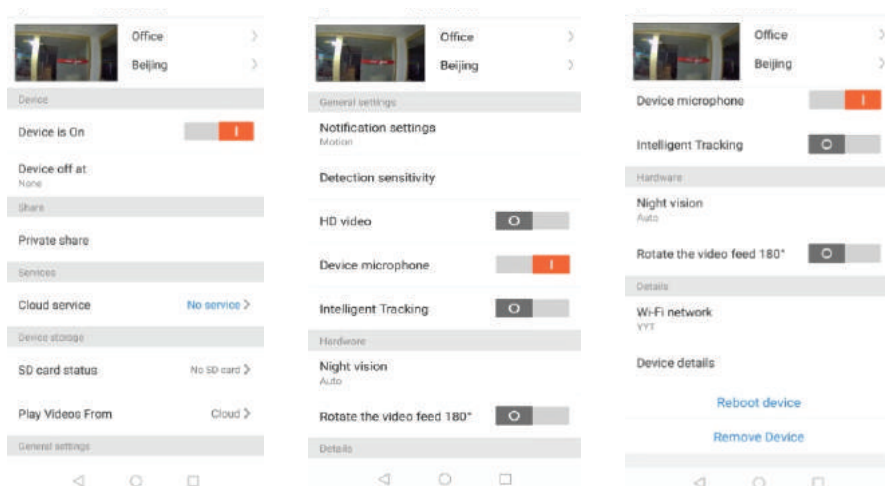 Office
Beijing
Device
Device is On
Device off at
None
Share
Private share
Services
Cloud service No service
Device storage
SD card status No SD card
Play Videos From Cloud
General settings
Office
Beijing
General settings
Notification settings
Motion
Detection sensitivity
HD video
Device microphone
Intelligent Tracking
Hardware
Night vision
Auto
Rotate the video feed 180°
Details
Office
Beijing
Device microphone
Intelligent Tracking
Hardware
Night vision
Auto
Rotate the video feed 180°
Details
Wi-Fi network
YYT
Device details
Reboot device
Remove Device